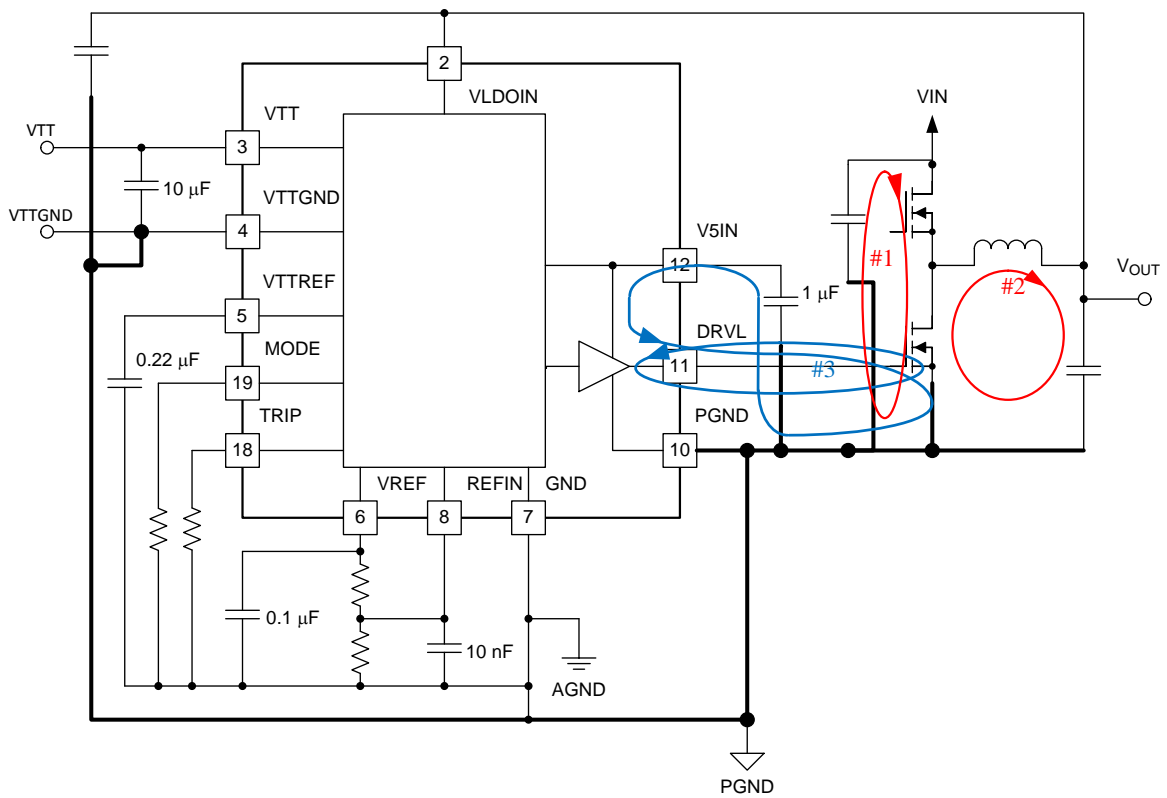 2
VLDOIN
VIN
VTT
VTT
3
10 μF
VTTGND
VTTGND
4
V5IN
12
#1
#2
VOUT
VTTREF
5
1 μF
0.22 μF
MODE
DRVL
11
#3
19
TRIP
PGND
18
10
VREF
REFIN
GND
6
8
7
0.1 μF
10 nF
AGND
PGND